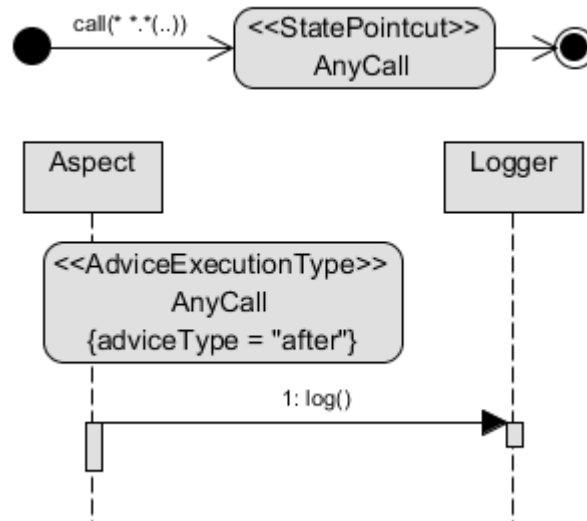 call(* *.*(..))
<<StatePointcut>>
AnyCall
Aspect
Logger
<<AdviceExecutionType>>
AnyCall
{adviceType = "after"}
1: log()